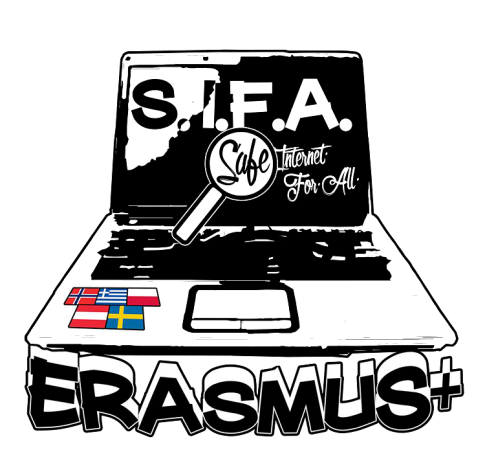 S.I.F.A.
Safe Internet
For All
ERASMUS+